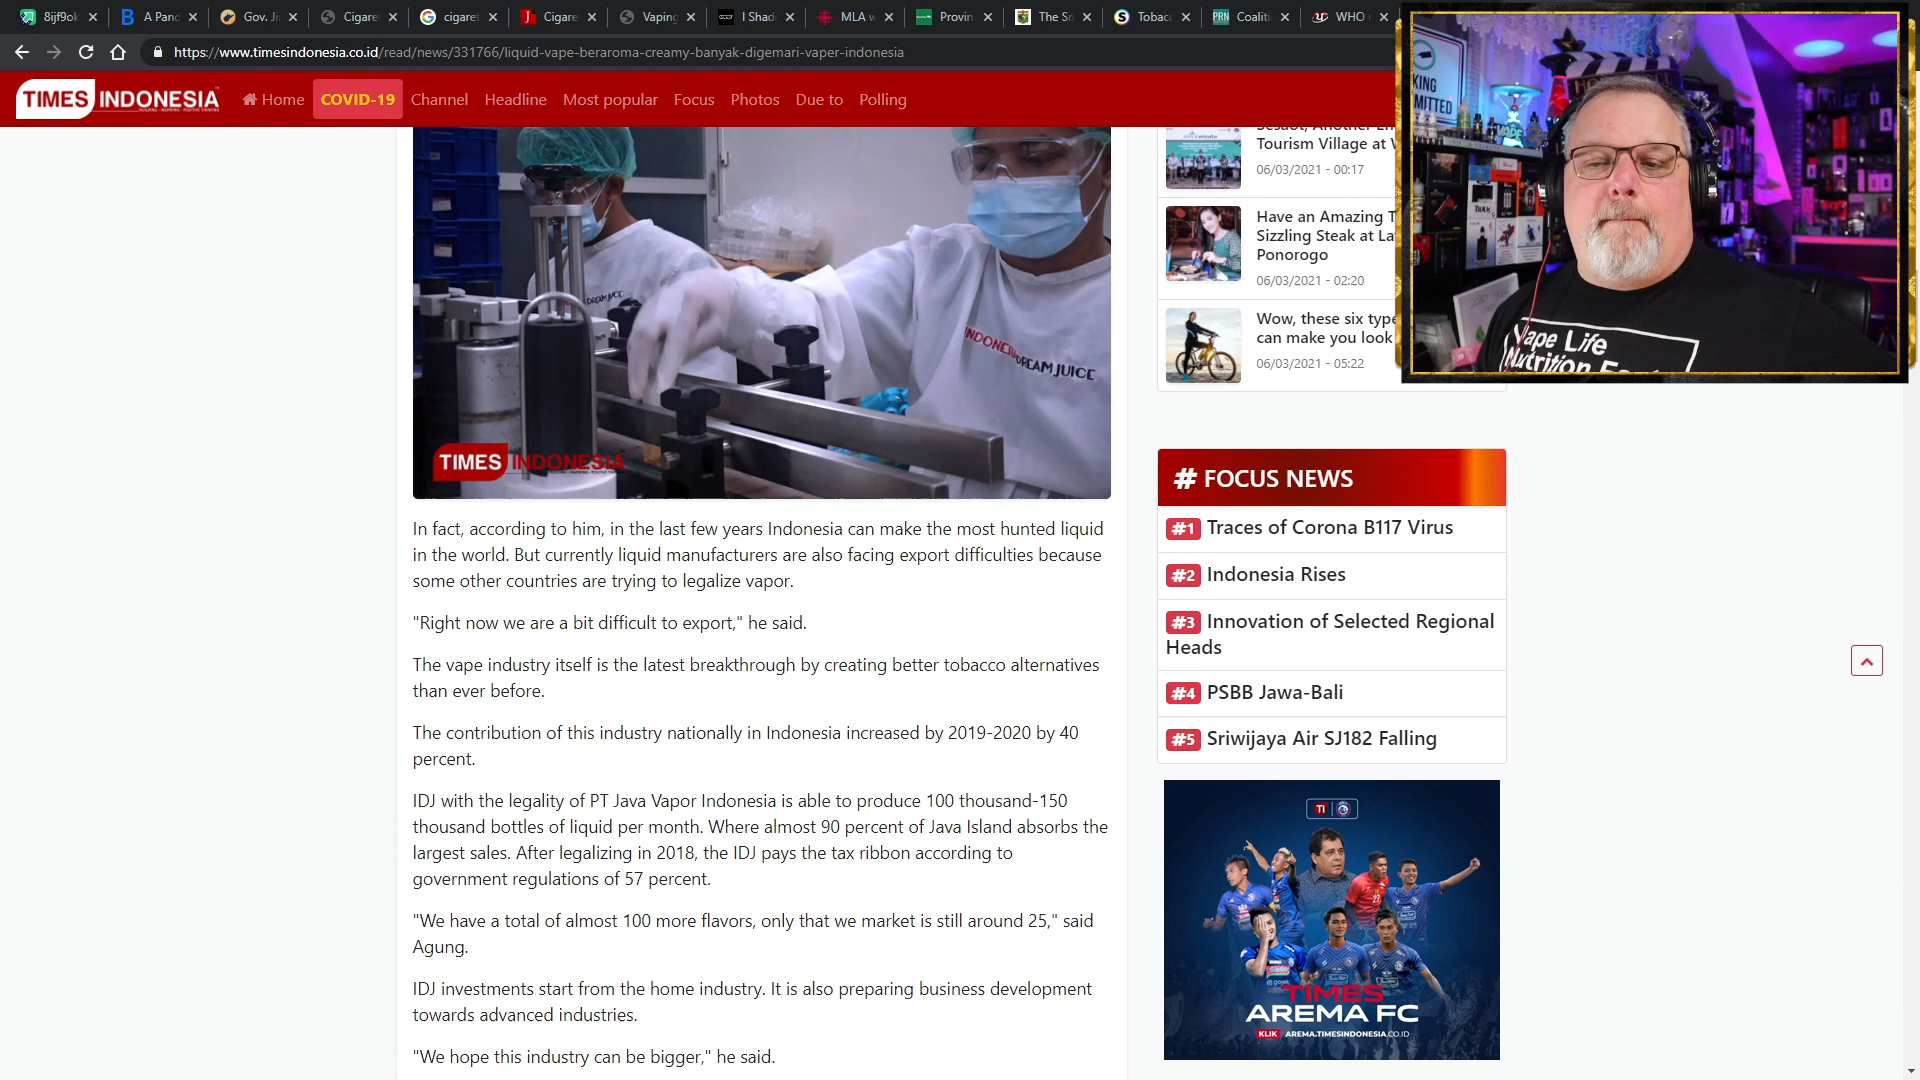 8ijf9ok
A Pand
Gov. Ji
Cigare
cigaret
Cigare
Vaping
I Shad
MLA w
Provin
The Sm
Tobac
Coaliti
WHO
https://www.timesindonesia.co.id/read/news/331766/liquid-vape-beraroma-creamy-banyak-digemari-vaper-indonesia
TIMES INDONESIA
Home
COVID-19
Channel
Headline
Most popular
Focus
Photos
Due to
Polling
DREAM JUICE
INDONESIA DREAM JUICE
TIMES INDONESIA
In fact, according to him, in the last few years Indonesia can make the most hunted liquid
in the world. But currently liquid manufacturers are also facing export difficulties because
some other countries are trying to legalize vapor.
"Right now we are a bit difficult to export," he said.
The vape industry itself is the latest breakthrough by creating better tobacco alternatives
than ever before.
The contribution of this industry nationally in Indonesia increased by 2019-2020 by 40
percent.
IDJ with the legality of PT Java Vapor Indonesia is able to produce 100 thousand-150
thousand bottles of liquid per month. Where almost 90 percent of Java Island absorbs the
largest sales. After legalizing in 2018, the IDJ pays the tax ribbon according to
government regulations of 57 percent.
"We have a total of almost 100 more flavors, only that we market is still around 25," said
Agung.
IDJ investments start from the home industry. It is also preparing business development
towards advanced industries.
"We hope this industry can be bigger," he said.
Tourism Village at
06/03/2021 - 00:17
Have an Amazing T
Sizzling Steak at La
Ponorogo
06/03/2021 - 02:20
Wow, these six type
can make you look
06/03/2021 - 05:22
KING
MITTED
VAPE
Vape Life
Nutrition
# FOCUS NEWS
#1 Traces of Corona B117 Virus
#2 Indonesia Rises
#3 Innovation of Selected Regional
Heads
#4 PSBB Jawa-Bali
#5 Sriwijaya Air SJ182 Falling
TI
TIMES
AREMA FC
KLIK AREMA.TIMESINDONESIA.CO.ID